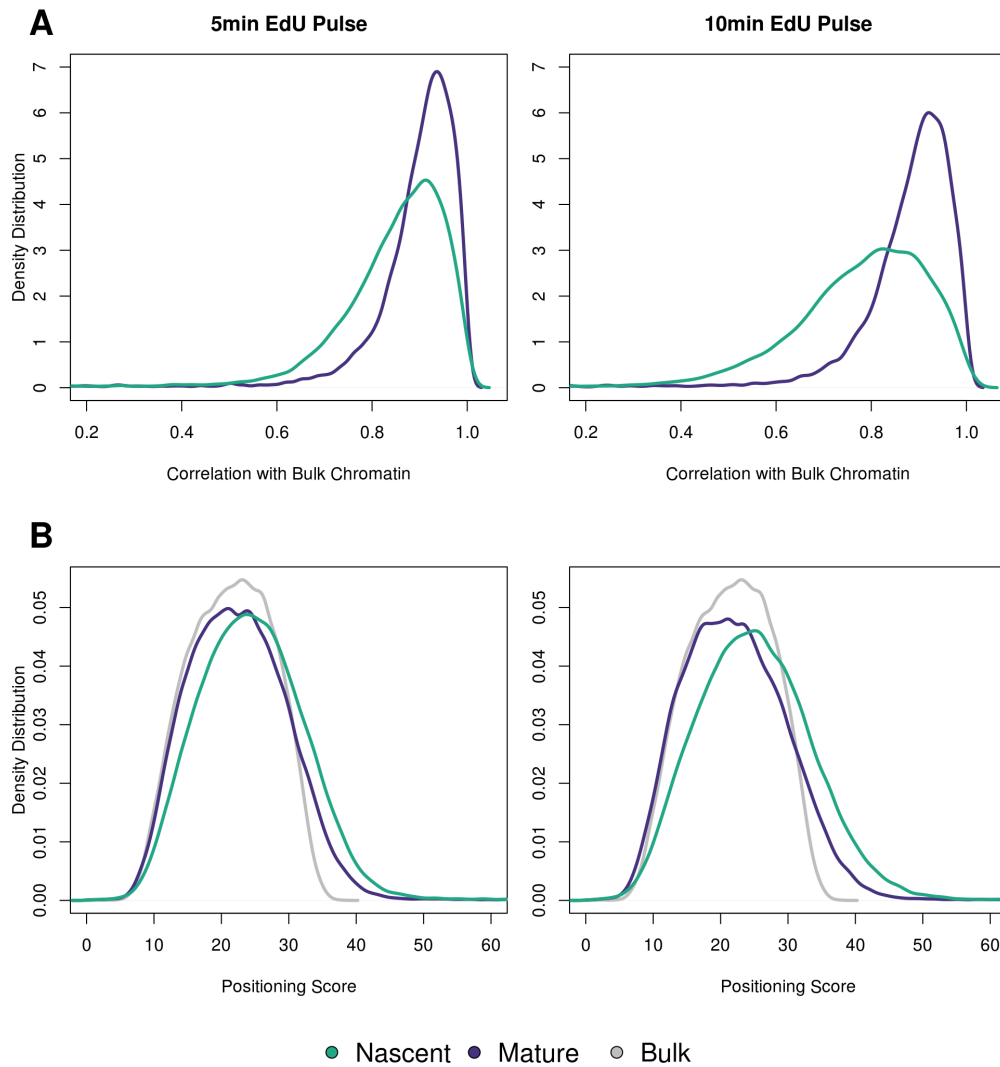 A
5min EdU Pulse
10min EdU Pulse
Density Distribution
7
6
5
4
3
2
1
0
0.2 0.4 0.6 0.8 1.0
Correlation with Bulk Chromatin
7
6
5
4
3
2
1
0
0.2 0.4 0.6 0.8 1.0
Correlation with Bulk Chromatin
B
Density Distribution
0.05
0.04
0.03
0.02
0.01
0.00
0 10 20 30 40 50 60
Positioning Score
0.05
0.04
0.03
0.02
0.01
0.00
0 10 20 30 40 50 60
Positioning Score
Nascent Mature Bulk